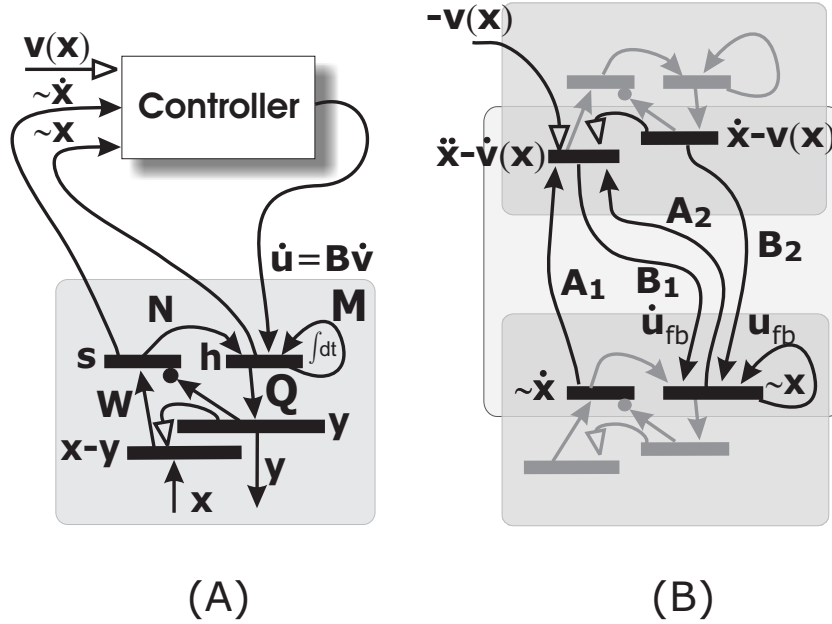 v(x)
~ẋ
~x
Controller
u̇=Bv̇
N
M
s
h
∫dt
W
Q
x-y
y
y
x
(A)
-v(x)
ẍ-v̇(x)
ẋ-v(x)
A₂
A₁
B₁
B₂
u̇fb
ufb
~ẋ
~x
(B)